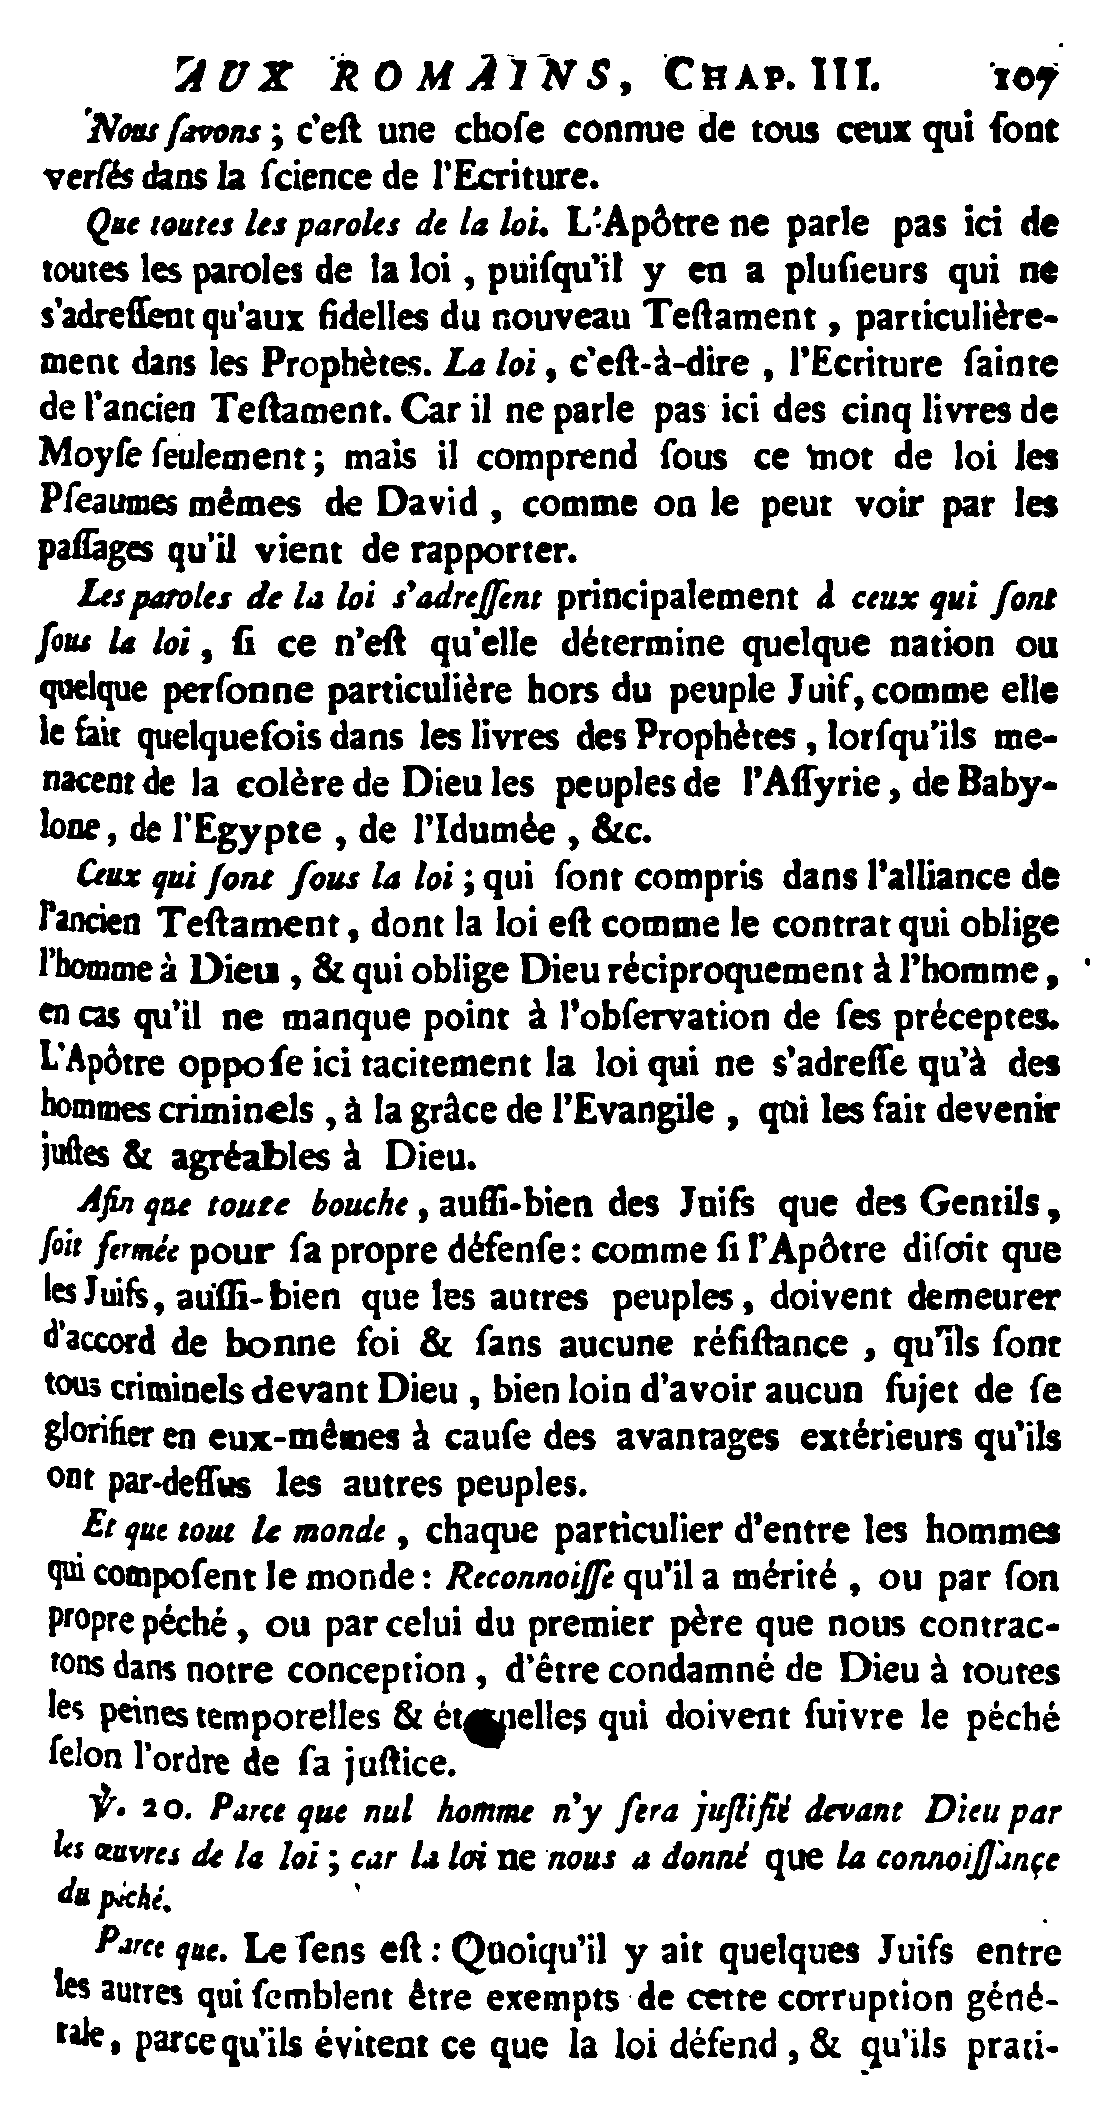 AUX ROMAINS, CHAP. III. 107
Nous ſavons ; c'eſt une choſe connue de tous ceux qui ſont
verſés dans la ſcience de l'Ecriture.
Que toutes les paroles de la loi. L'Apôtre ne parle pas ici de
toutes les paroles de la loi , puiſqu'il y en a pluſieurs qui ne
s'adreſſent qu'aux fidelles du nouveau Teſtament , particulière-
ment dans les Prophètes. La loi , c'eſt-à-dire , l'Ecriture ſainte
de l'ancien Teſtament. Car il ne parle pas ici des cinq livres de
Moyſe ſeulement ; mais il comprend ſous ce mot de loi les
Pſeaumes mêmes de David , comme on le peut voir par les
paſſages qu'il vient de rapporter.
Les paroles de la loi s'adreſſent principalement à ceux qui ſont
ſous la loi , ſi ce n'eſt qu'elle détermine quelque nation ou
quelque perſonne particulière hors du peuple Juif, comme elle
le fait quelquefois dans les livres des Prophètes , lorſqu'ils me-
nacent de la colère de Dieu les peuples de l'Aſſyrie , de Baby-
lone , de l'Egypte , de l'Idumée , &c.
Ceux qui ſont ſous la loi ; qui ſont compris dans l'alliance de
l'ancien Teſtament , dont la loi eſt comme le contrat qui oblige
l'homme à Dieu , & qui oblige Dieu réciproquement à l'homme ,
en cas qu'il ne manque point à l'obſervation de ſes préceptes.
L'Apôtre oppoſe ici tacitement la loi qui ne s'adreſſe qu'à des
hommes criminels , à la grâce de l'Evangile , qui les fait devenir
juſtes & agréables à Dieu.
Afin que toute bouche , auſſi-bien des Juifs que des Gentils ,
ſoit fermée pour ſa propre défenſe : comme ſi l'Apôtre diſoit que
les Juifs, auſſi-bien que les autres peuples , doivent demeurer
d'accord de bonne foi & ſans aucune réſiſtance , qu'ils ſont
tous criminels devant Dieu , bien loin d'avoir aucun ſujet de ſe
glorifier en eux-mêmes à cauſe des avantages extérieurs qu'ils
ont par-deſſus les autres peuples.
Et que tout le monde , chaque particulier d'entre les hommes
qui compoſent le monde : Reconnoiſſe qu'il a mérité , ou par ſon
propre péché , ou par celui du premier père que nous contrac-
tons dans notre conception , d'être condamné de Dieu à toutes
les peines temporelles & éternelles qui doivent ſuivre le péché
ſelon l'ordre de ſa juſtice.
℣. 20. Parce que nul homme n'y ſera juſtifié devant Dieu par
les œuvres de la loi ; car la loi ne nous a donné que la connoiſſançe
du péché.
Parce que. Le ſens eſt : Quoiqu'il y ait quelques Juifs entre
les autres qui ſemblent être exempts de cette corruption géné-
rale , parce qu'ils évitent ce que la loi défend , & qu'ils prati-